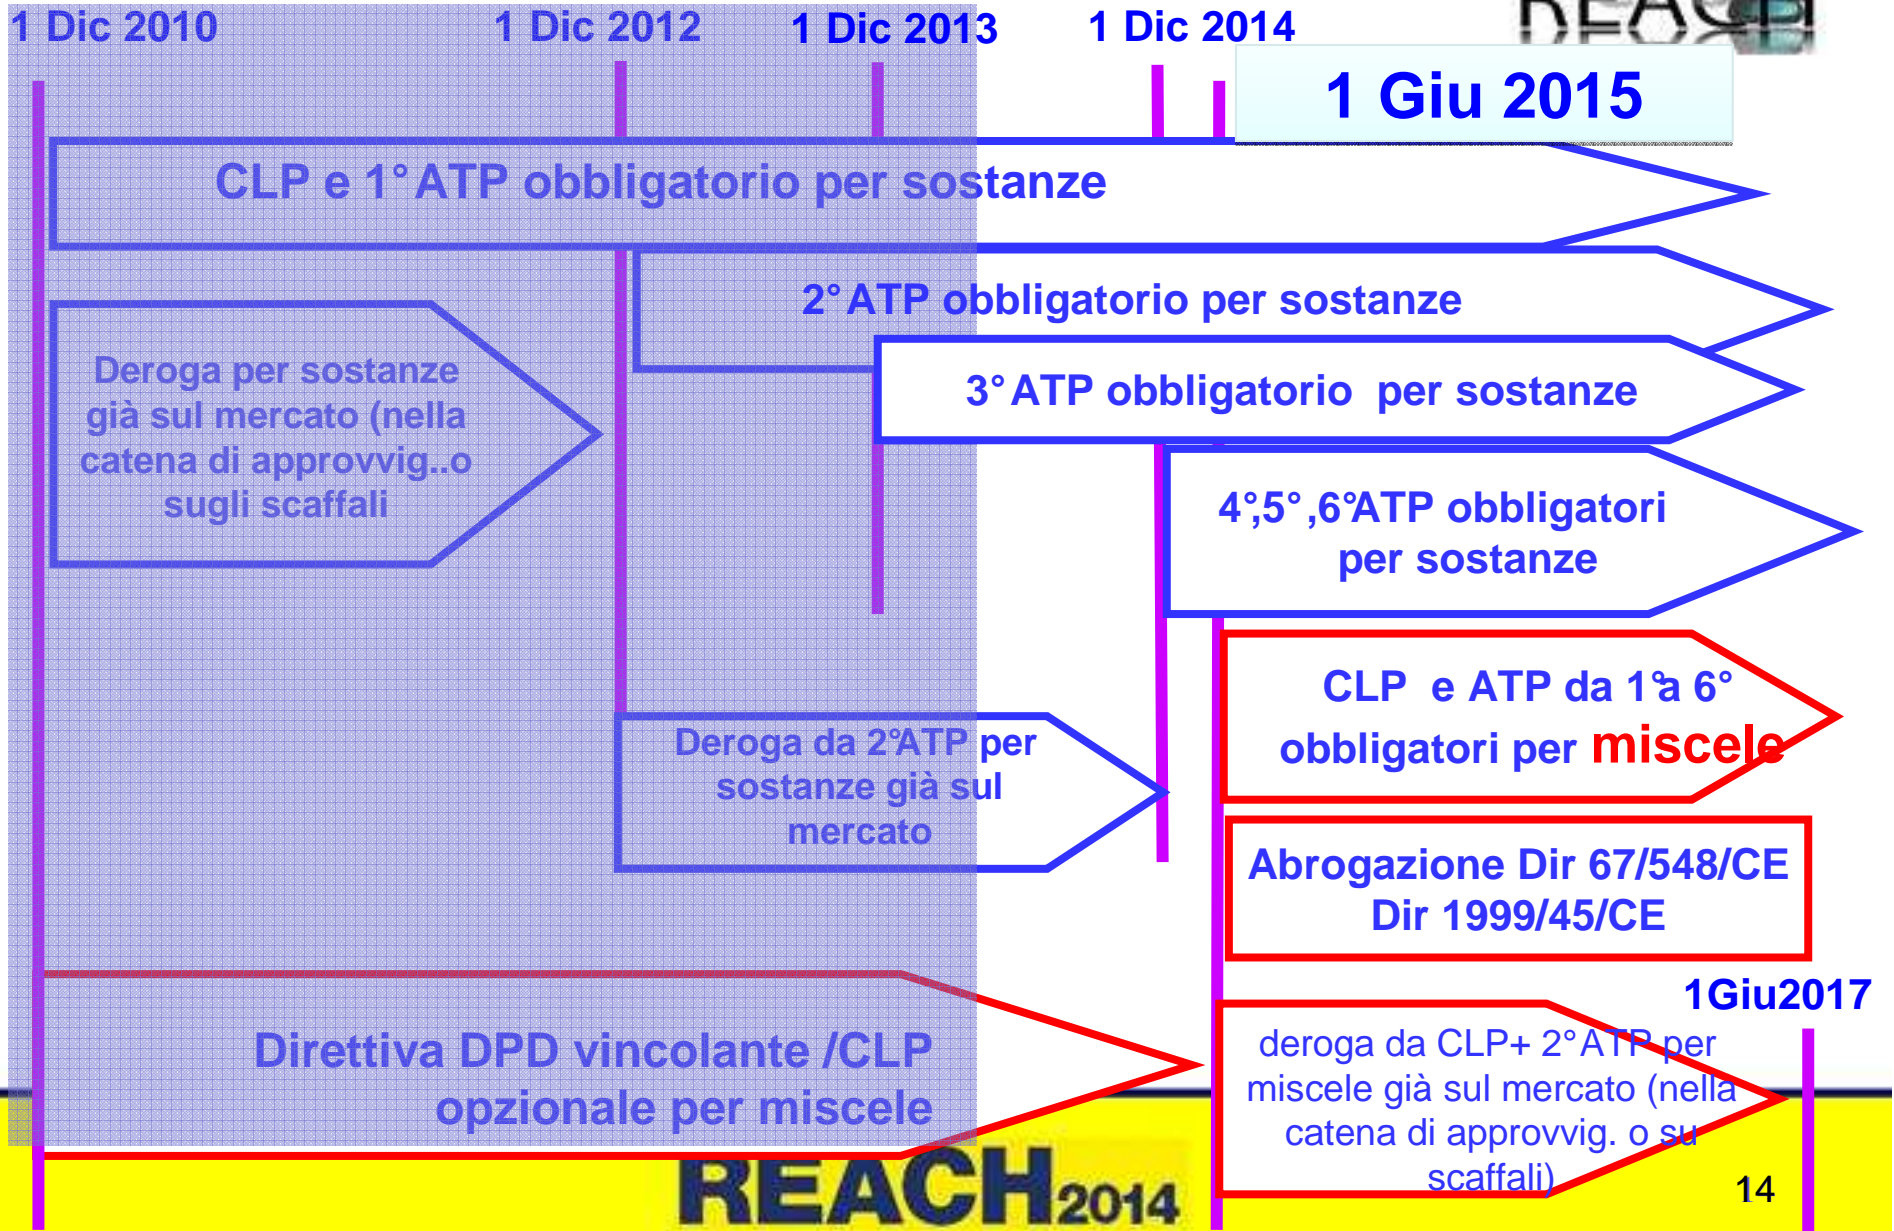 REACH
1 Dic 2010
1 Dic 2012
1 Dic 2013
1 Dic 2014
1 Giu 2015
CLP e 1° ATP obbligatorio per sostanze
2° ATP obbligatorio per sostanze
Deroga per sostanze
già sul mercato (nella
catena di approvvig..o
sugli scaffali
3° ATP obbligatorio per sostanze
4°,5°,6°ATP obbligatori
per sostanze
CLP e ATP da 1°a 6°
obbligatori per miscele
Deroga da 2°ATP per
sostanze già sul
mercato
Abrogazione Dir 67/548/CE
Dir 1999/45/CE
1Giu2017
Direttiva DPD vincolante /CLP
opzionale per miscele
deroga da CLP+ 2° ATP per
miscele già sul mercato (nella
catena di approvvig. o su
scaffali)
REACH2014
14